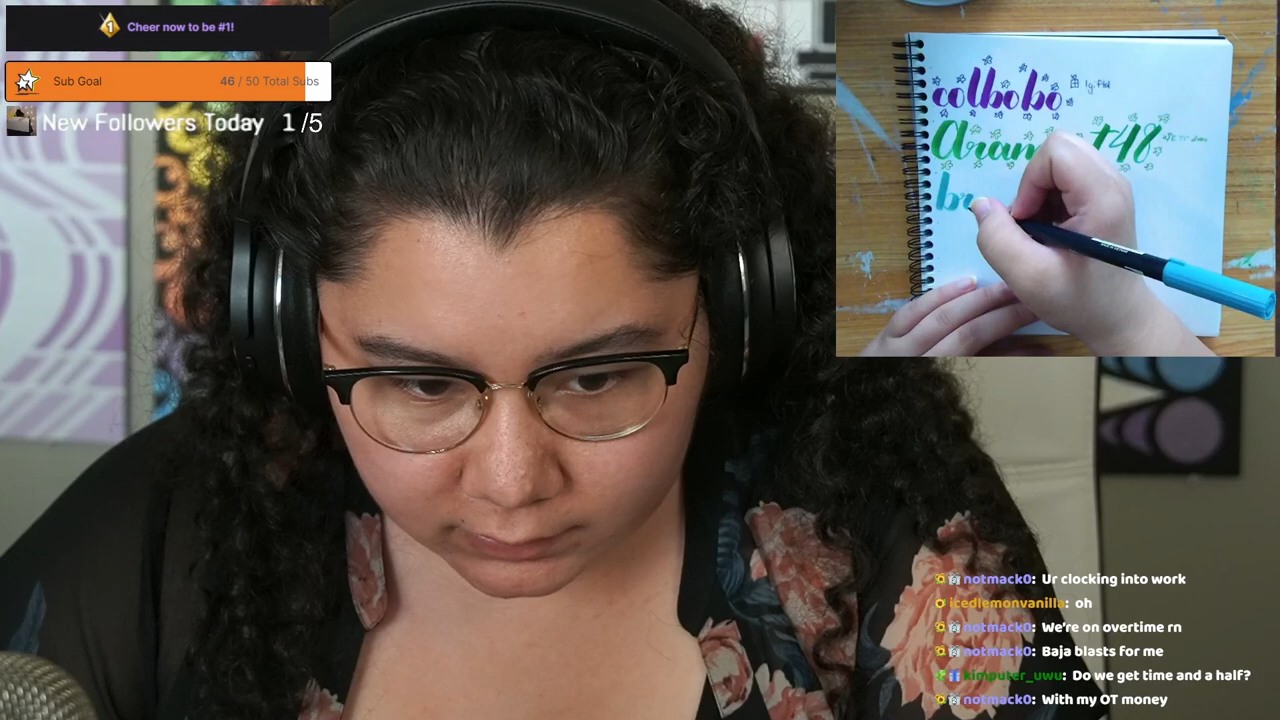 Cheer now to be #1!
Sub Goal 46 / 50 Total Subs
New Followers Today 1 /5
colbobo
t48
br
notmack0: Ur clocking into work
icedlemonvanilla: oh
notmack0: We're on overtime rn
notmack0: Baja blasts for me
kimputer_uwu: Do we get time and a half?
notmack0: With my OT money